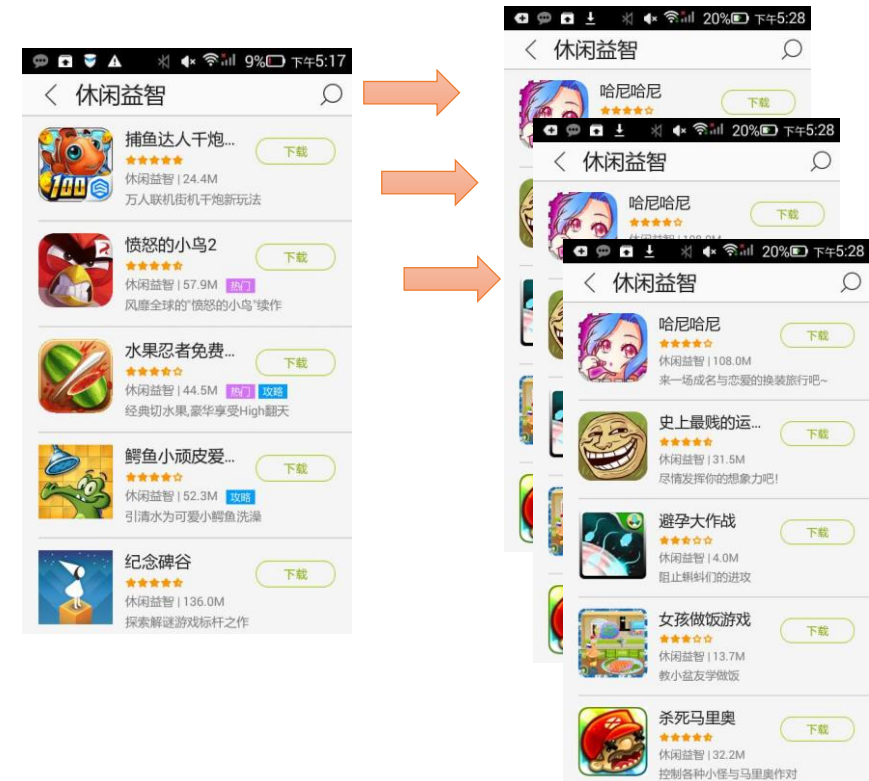 9% 下午5:17
休闲益智
捕鱼达人千炮...
下载
休闲益智 | 24.4M
万人联机街机千炮新玩法
愤怒的小鸟2
下载
休闲益智 | 57.9M 热门
风靡全球的"愤怒的小鸟"续作
水果忍者免费...
下载
休闲益智 | 44.5M 热门 攻略
经典切水果,豪华享受High翻天
鳄鱼小顽皮爱...
下载
休闲益智 | 52.3M 攻略
引清水为可爱小鳄鱼洗澡
纪念碑谷
下载
休闲益智 | 136.0M
探索解谜游戏标杆之作
100
20% 下午5:28
休闲益智
哈尼哈尼
下载
20% 下午5:28
休闲益智
哈尼哈尼
下载
20% 下午5:28
休闲益智
哈尼哈尼
下载
休闲益智 | 108.0M
来一场成名与恋爱的换装旅行吧~
史上最贱的运...
下载
休闲益智 | 31.5M
尽情发挥你的想象力吧!
避孕大作战
下载
休闲益智 | 4.0M
阻止蝌蚪们的进攻
女孩做饭游戏
下载
休闲益智 | 13.7M
教小盆友学做饭
杀死马里奥
下载
休闲益智 | 32.2M
控制各种小怪与马里奥作对